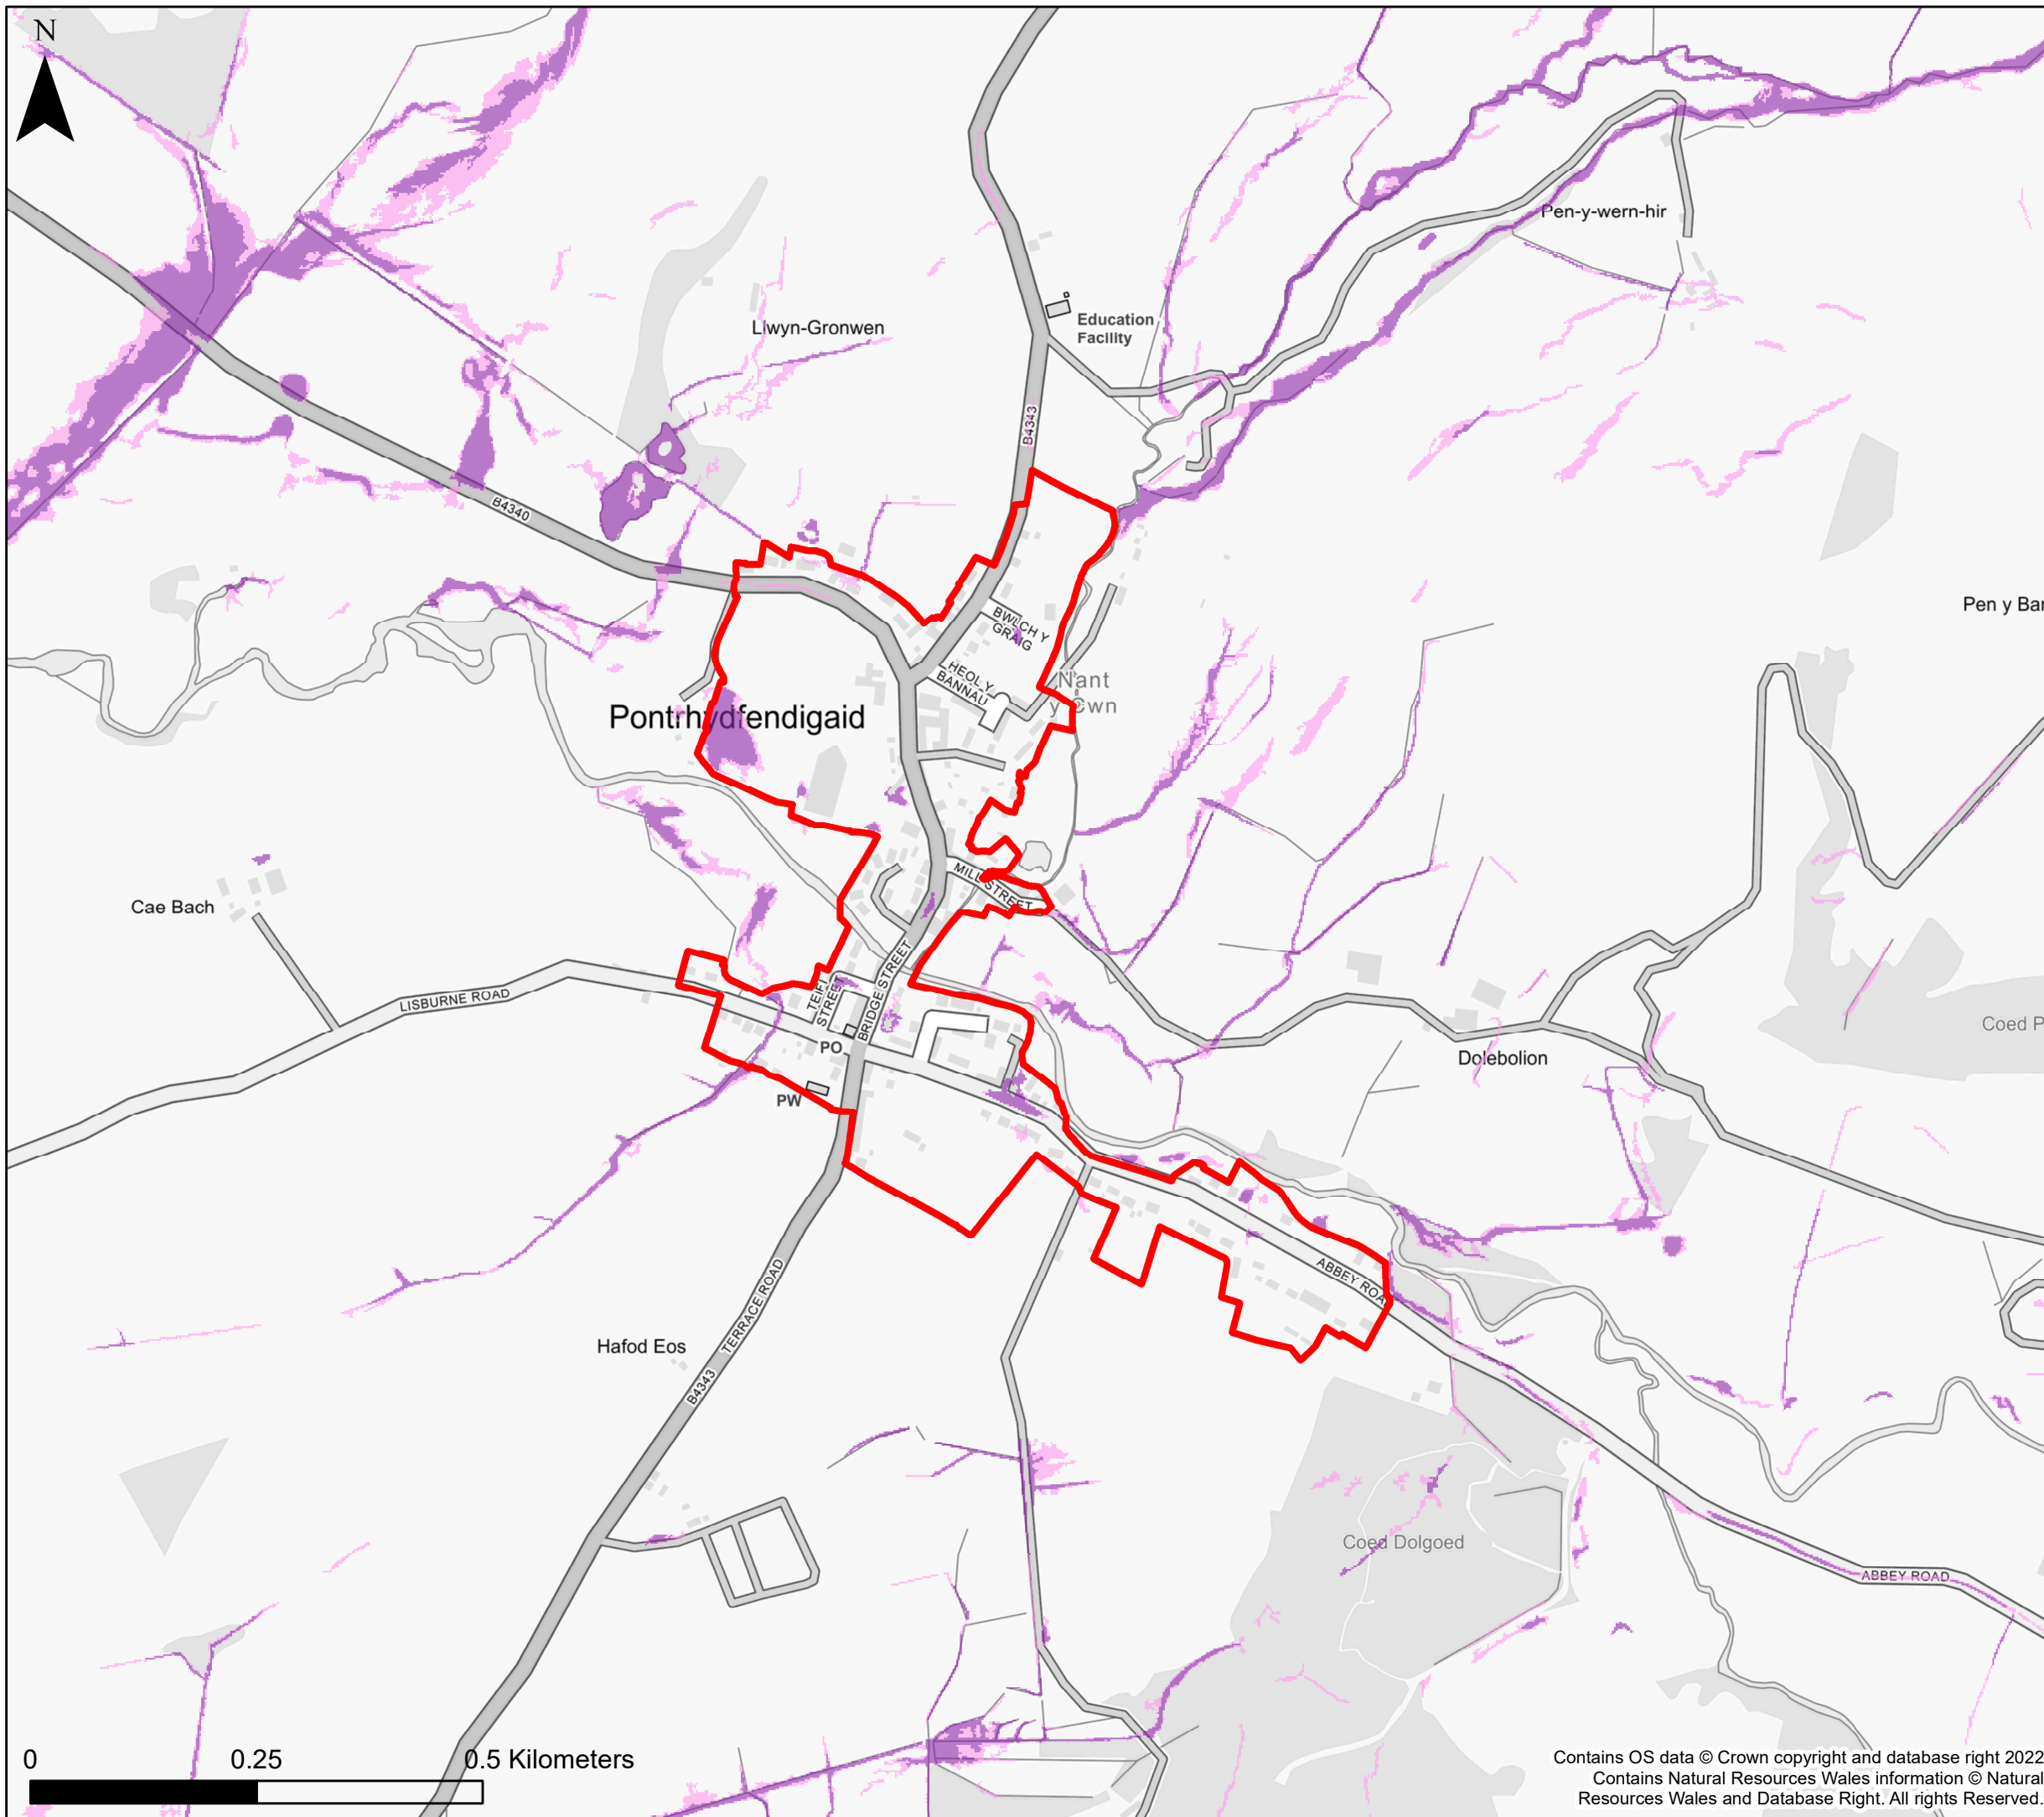 N
Pen-y-wern-hir
Education
Facility
Llwyn-Gronwen
B4343
B4340
Pen y Bar
BWLCH Y
GRAIG
HEOL Y
BANNAU
Nant
y Cwn
Pontrhydfendigaid
MILL STREET
Cae Bach
LISBURNE ROAD
TEIFI
STREET
BRIDGE STREET
Coed P
PO
Dolebolion
PW
ABBEY ROAD
Hafod Eos
TERRACE ROAD
B4343
Coed Dolgoed
ABBEY ROAD
0 0.25 0.5 Kilometers
Contains OS data © Crown copyright and database right 2022
Contains Natural Resources Wales information © Natural
Resources Wales and Database Right. All rights Reserved.